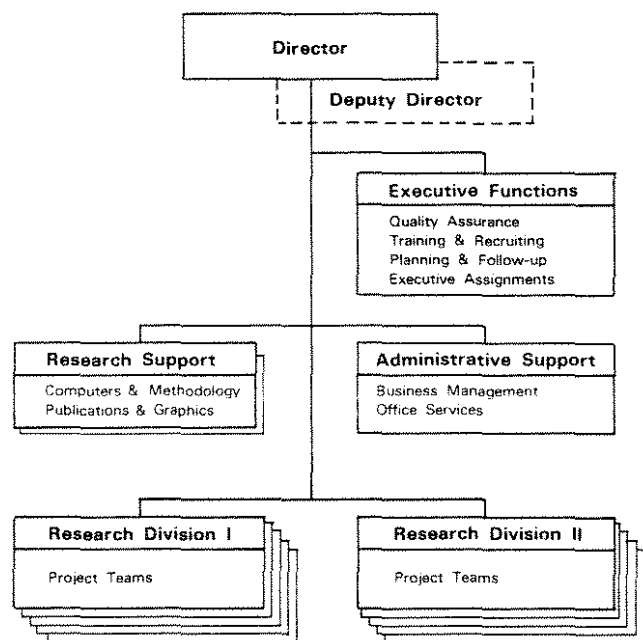 Director
Deputy Director
Executive Functions
Quality Assurance
Training & Recruiting
Planning & Follow-up
Executive Assignments
Research Support
Computers & Methodology
Publications & Graphics
Administrative Support
Business Management
Office Services
Research Division I
Project Teams
Research Division II
Project Teams